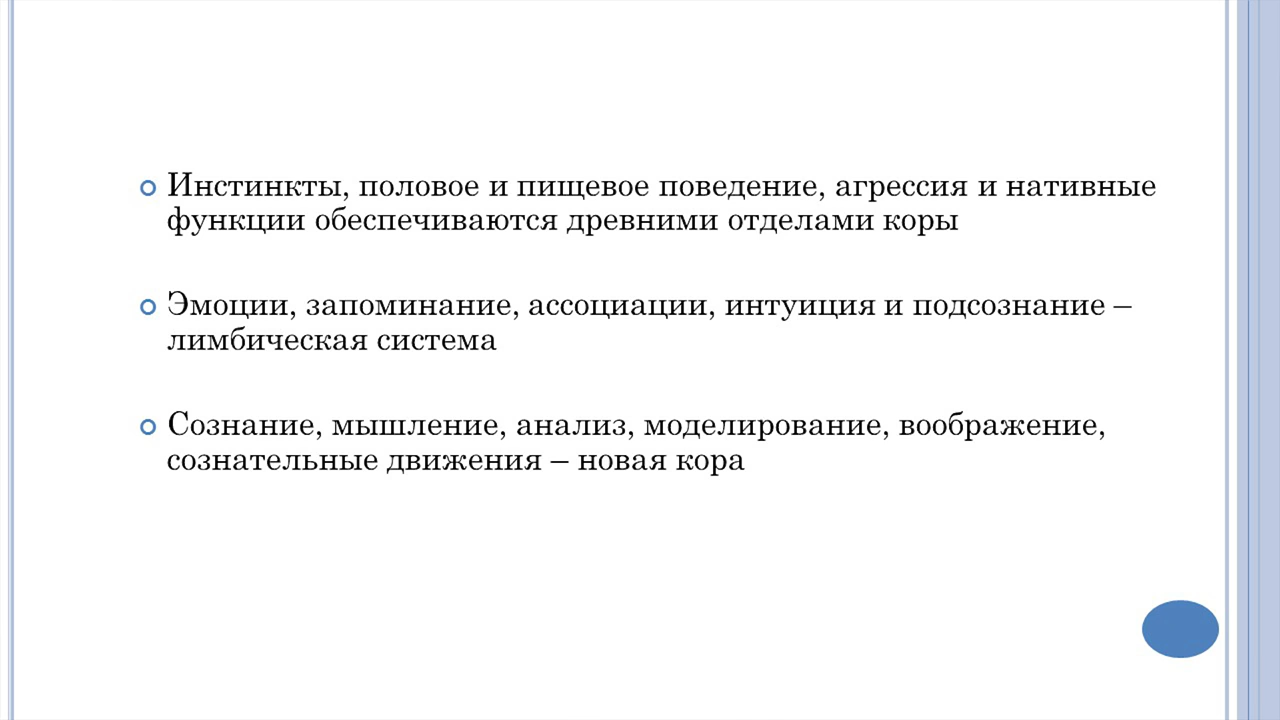 Инстинкты, половое и пищевое поведение, агрессия и нативные
функции обеспечиваются древними отделами коры
Эмоции, запоминание, ассоциации, интуиция и подсознание –
лимбическая система
Сознание, мышление, анализ, моделирование, воображение,
сознательные движения – новая кора